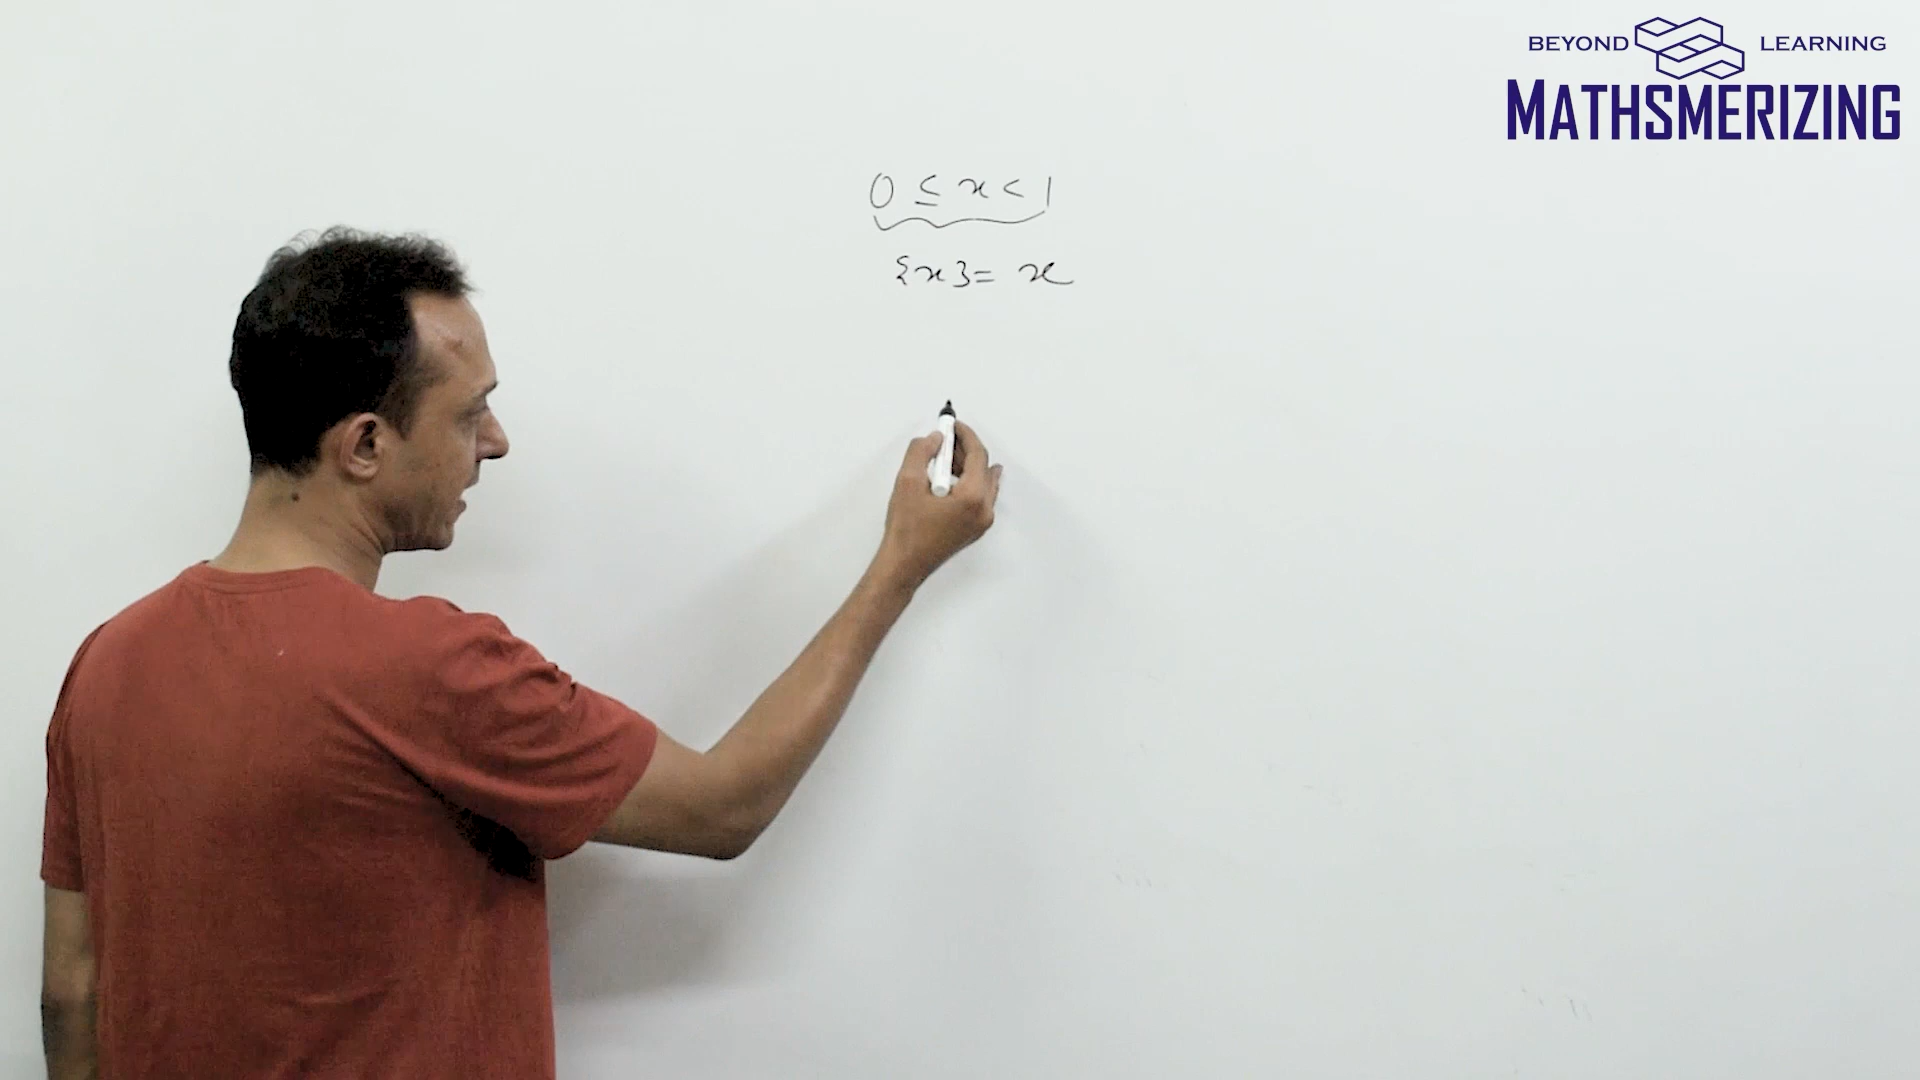 BEYOND LEARNING
MATHSMERIZING
0 ≤ x < 1
{x} = x